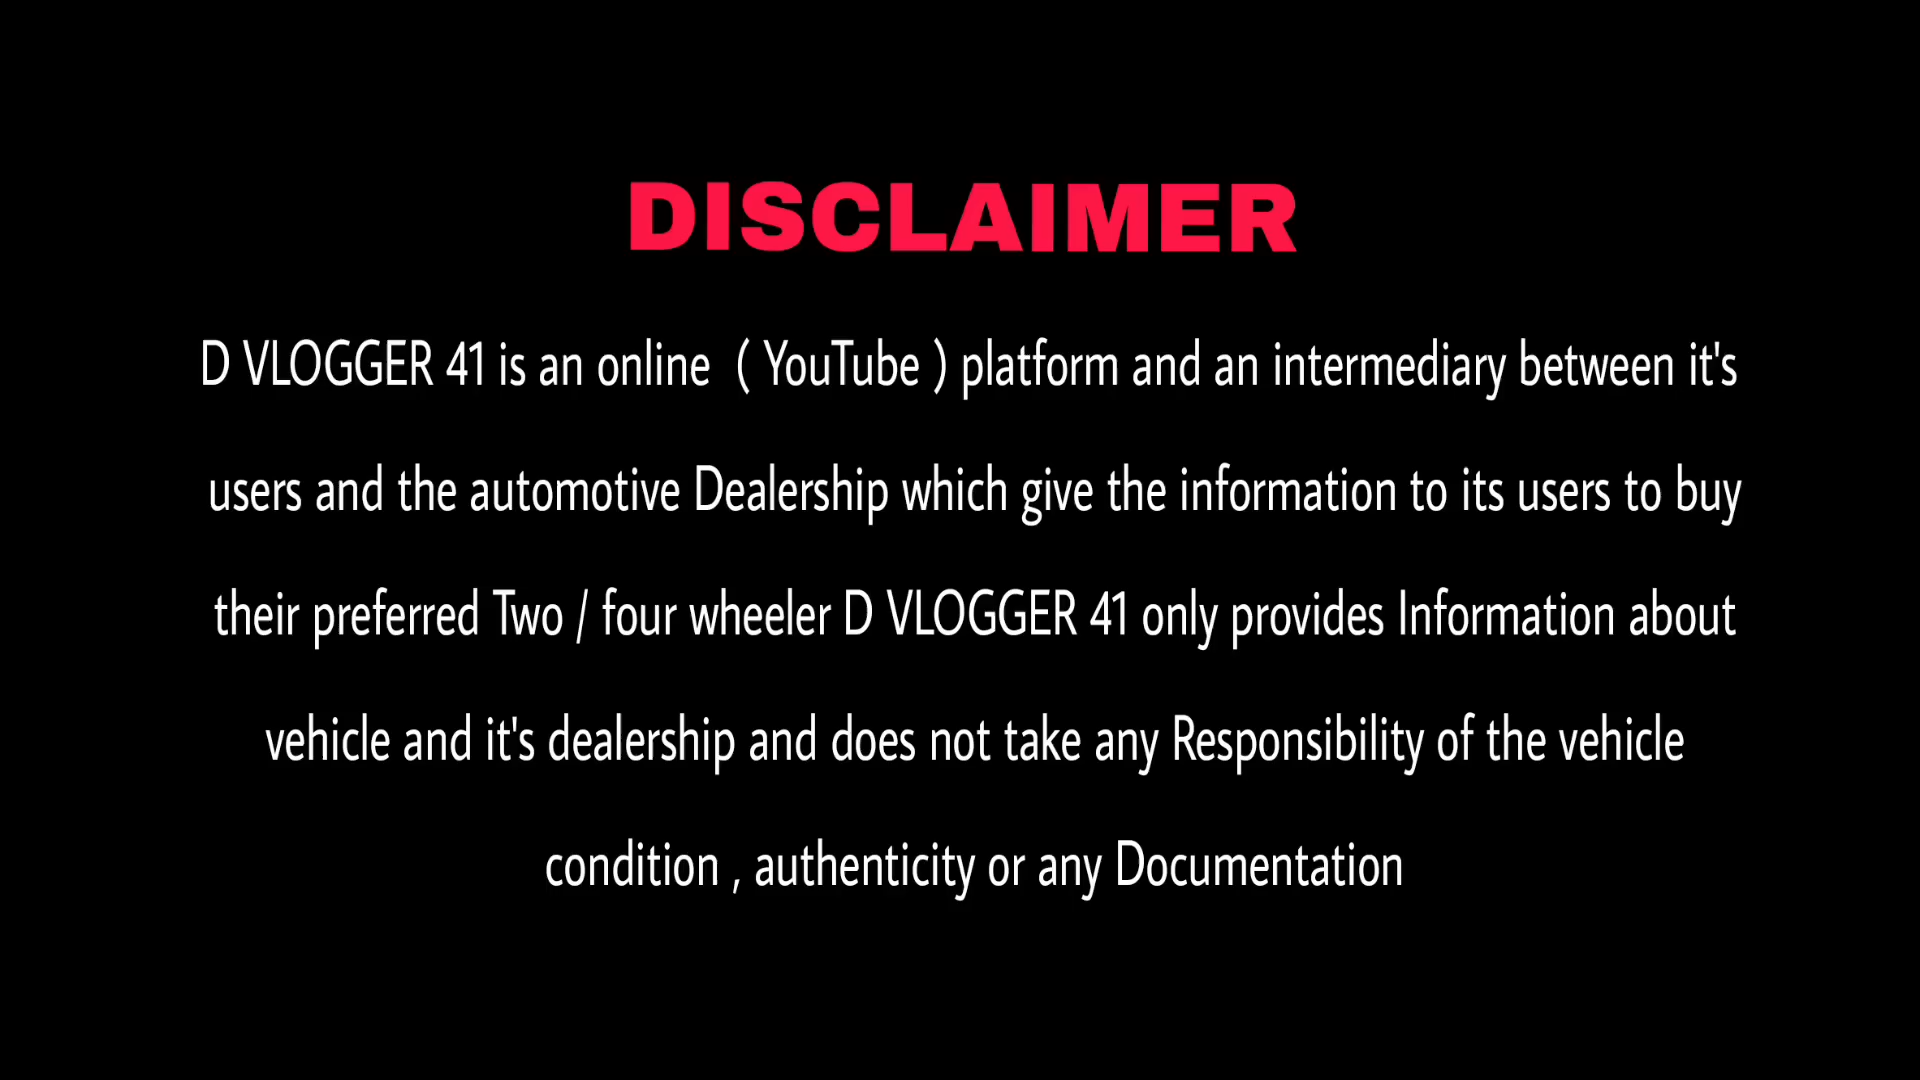 DISCLAIMER
D VLOGGER 41 is an online  ( YouTube ) platform and an intermediary between it's
users and the automotive Dealership which give the information to its users to buy
their preferred Two / four wheeler D VLOGGER 41 only provides Information about
vehicle and it's dealership and does not take any Responsibility of the vehicle
condition , authenticity or any Documentation